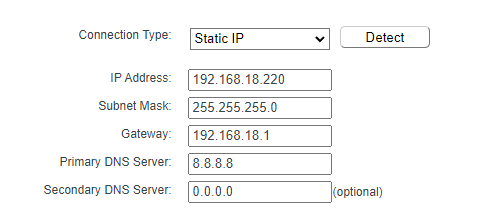 Connection Type: Static IP Detect
IP Address: 192.168.18.220
Subnet Mask: 255.255.255.0
Gateway: 192.168.18.1
Primary DNS Server: 8.8.8.8
Secondary DNS Server: 0.0.0.0 (optional)